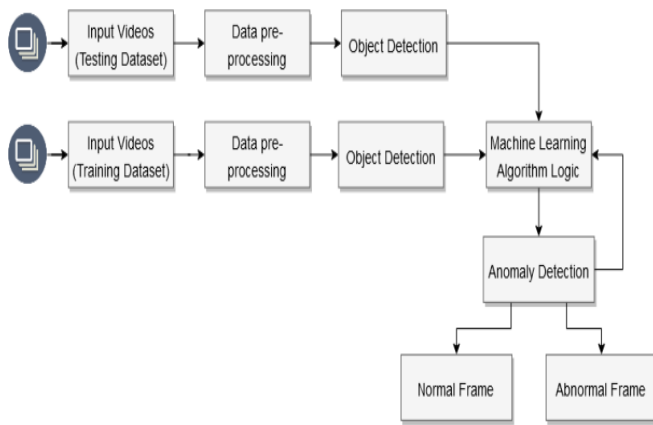 Input Videos
(Testing Dataset)
Data pre-
processing
Object Detection
Input Videos
(Training Dataset)
Data pre-
processing
Object Detection
Machine Learning
Algorithm Logic
Anomaly Detection
Normal Frame
Abnormal Frame